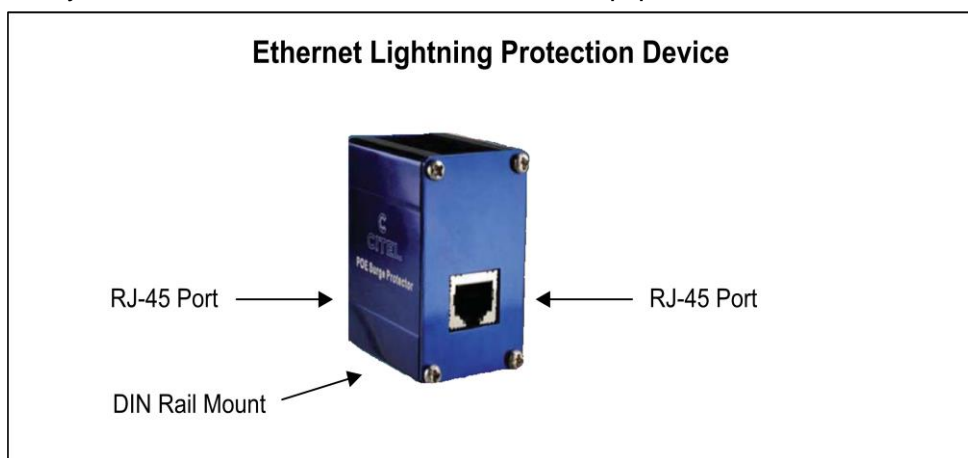 Ethernet Lightning Protection Device
C
CITEL
POE Surge Protector
RJ-45 Port
RJ-45 Port
DIN Rail Mount